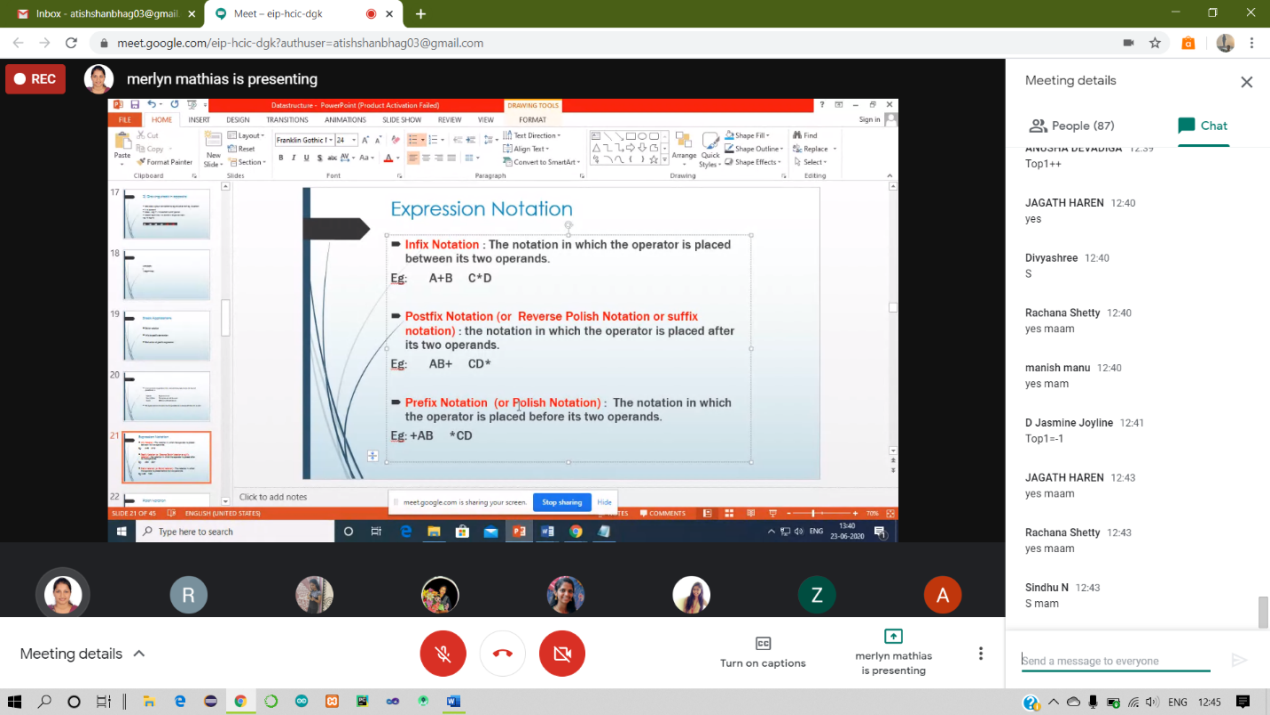 Inbox - atishshanbhag03@gmail.
Meet – eip-hcic-dgk
meet.google.com/eip-hcic-dgk?authuser=atishshanbhag03@gmail.com
REC
merlyn mathias is presenting
Datastructure - PowerPoint (Product Activation Failed)
DRAWING TOOLS
FILE HOME INSERT DESIGN TRANSITIONS ANIMATIONS SLIDE SHOW REVIEW VIEW FORMAT
Sign in
Paste
Cut
Copy
Format Painter
Clipboard
New Slide
Layout
Reset
Section
Franklin Gothic 24
Font
Text Direction
Align Text
Convert to SmartArt
Paragraph
Arrange
Quick Styles
Shape Fill
Shape Outline
Shape Effects
Drawing
Find
Replace
Select
Editing
17
18
19
20
21
22
Expression Notation
Infix Notation : The notation in which the operator is placed
between its two operands.
Eg: A+B C*D
Postfix Notation (or Reverse Polish Notation or suffix
notation) : the notation in which the operator is placed after
its two operands.
Eg: AB+ CD*
Prefix Notation (or Polish Notation) : The notation in which
the operator is placed before its two operands.
Eg: +AB *CD
Click to add notes
meet.google.com is sharing your screen.
Stop sharing
Hide
SLIDE 21 OF 45 ENGLISH (UNITED STATES)
COMMENTS
70%
Type here to search
ENG
13:40
23-06-2020
R
Z
A
Meeting details
Turn on captions
merlyn mathias
is presenting
Meeting details
People (87)
Chat
ANUSHA DEVADIGA 12:39
Top1++
JAGATH HAREN 12:40
yes
Divyashree 12:40
S
Rachana Shetty 12:40
yes maam
manish manu 12:40
yes mam
D Jasmine Joyline 12:41
Top1=-1
JAGATH HAREN 12:43
yes maam
Rachana Shetty 12:43
yes maam
Sindhu N 12:43
S mam
Send a message to everyone
ENG 12:45